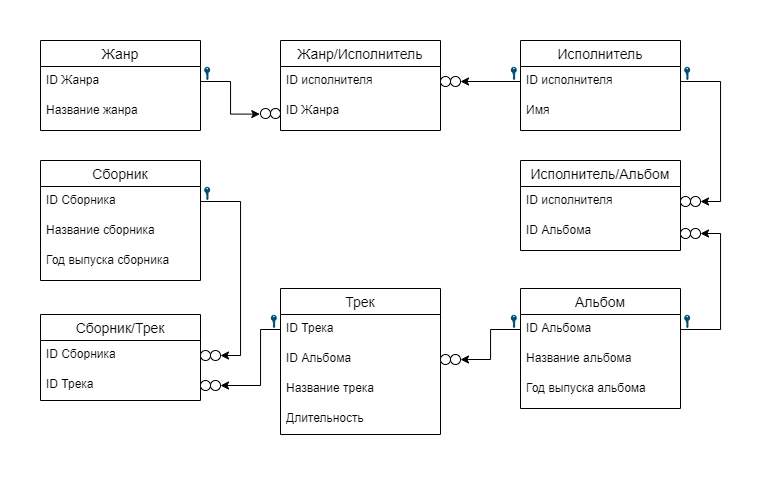 Жанр
ID Жанра
Название жанра
Жанр/Исполнитель
ID исполнителя
ID Жанра
Исполнитель
ID исполнителя
Имя
Сборник
ID Сборника
Название сборника
Год выпуска сборника
Исполнитель/Альбом
ID исполнителя
ID Альбома
Сборник/Трек
ID Сборника
ID Трека
Трек
ID Трека
ID Альбома
Название трека
Длительность
Альбом
ID Альбома
Название альбома
Год выпуска альбома